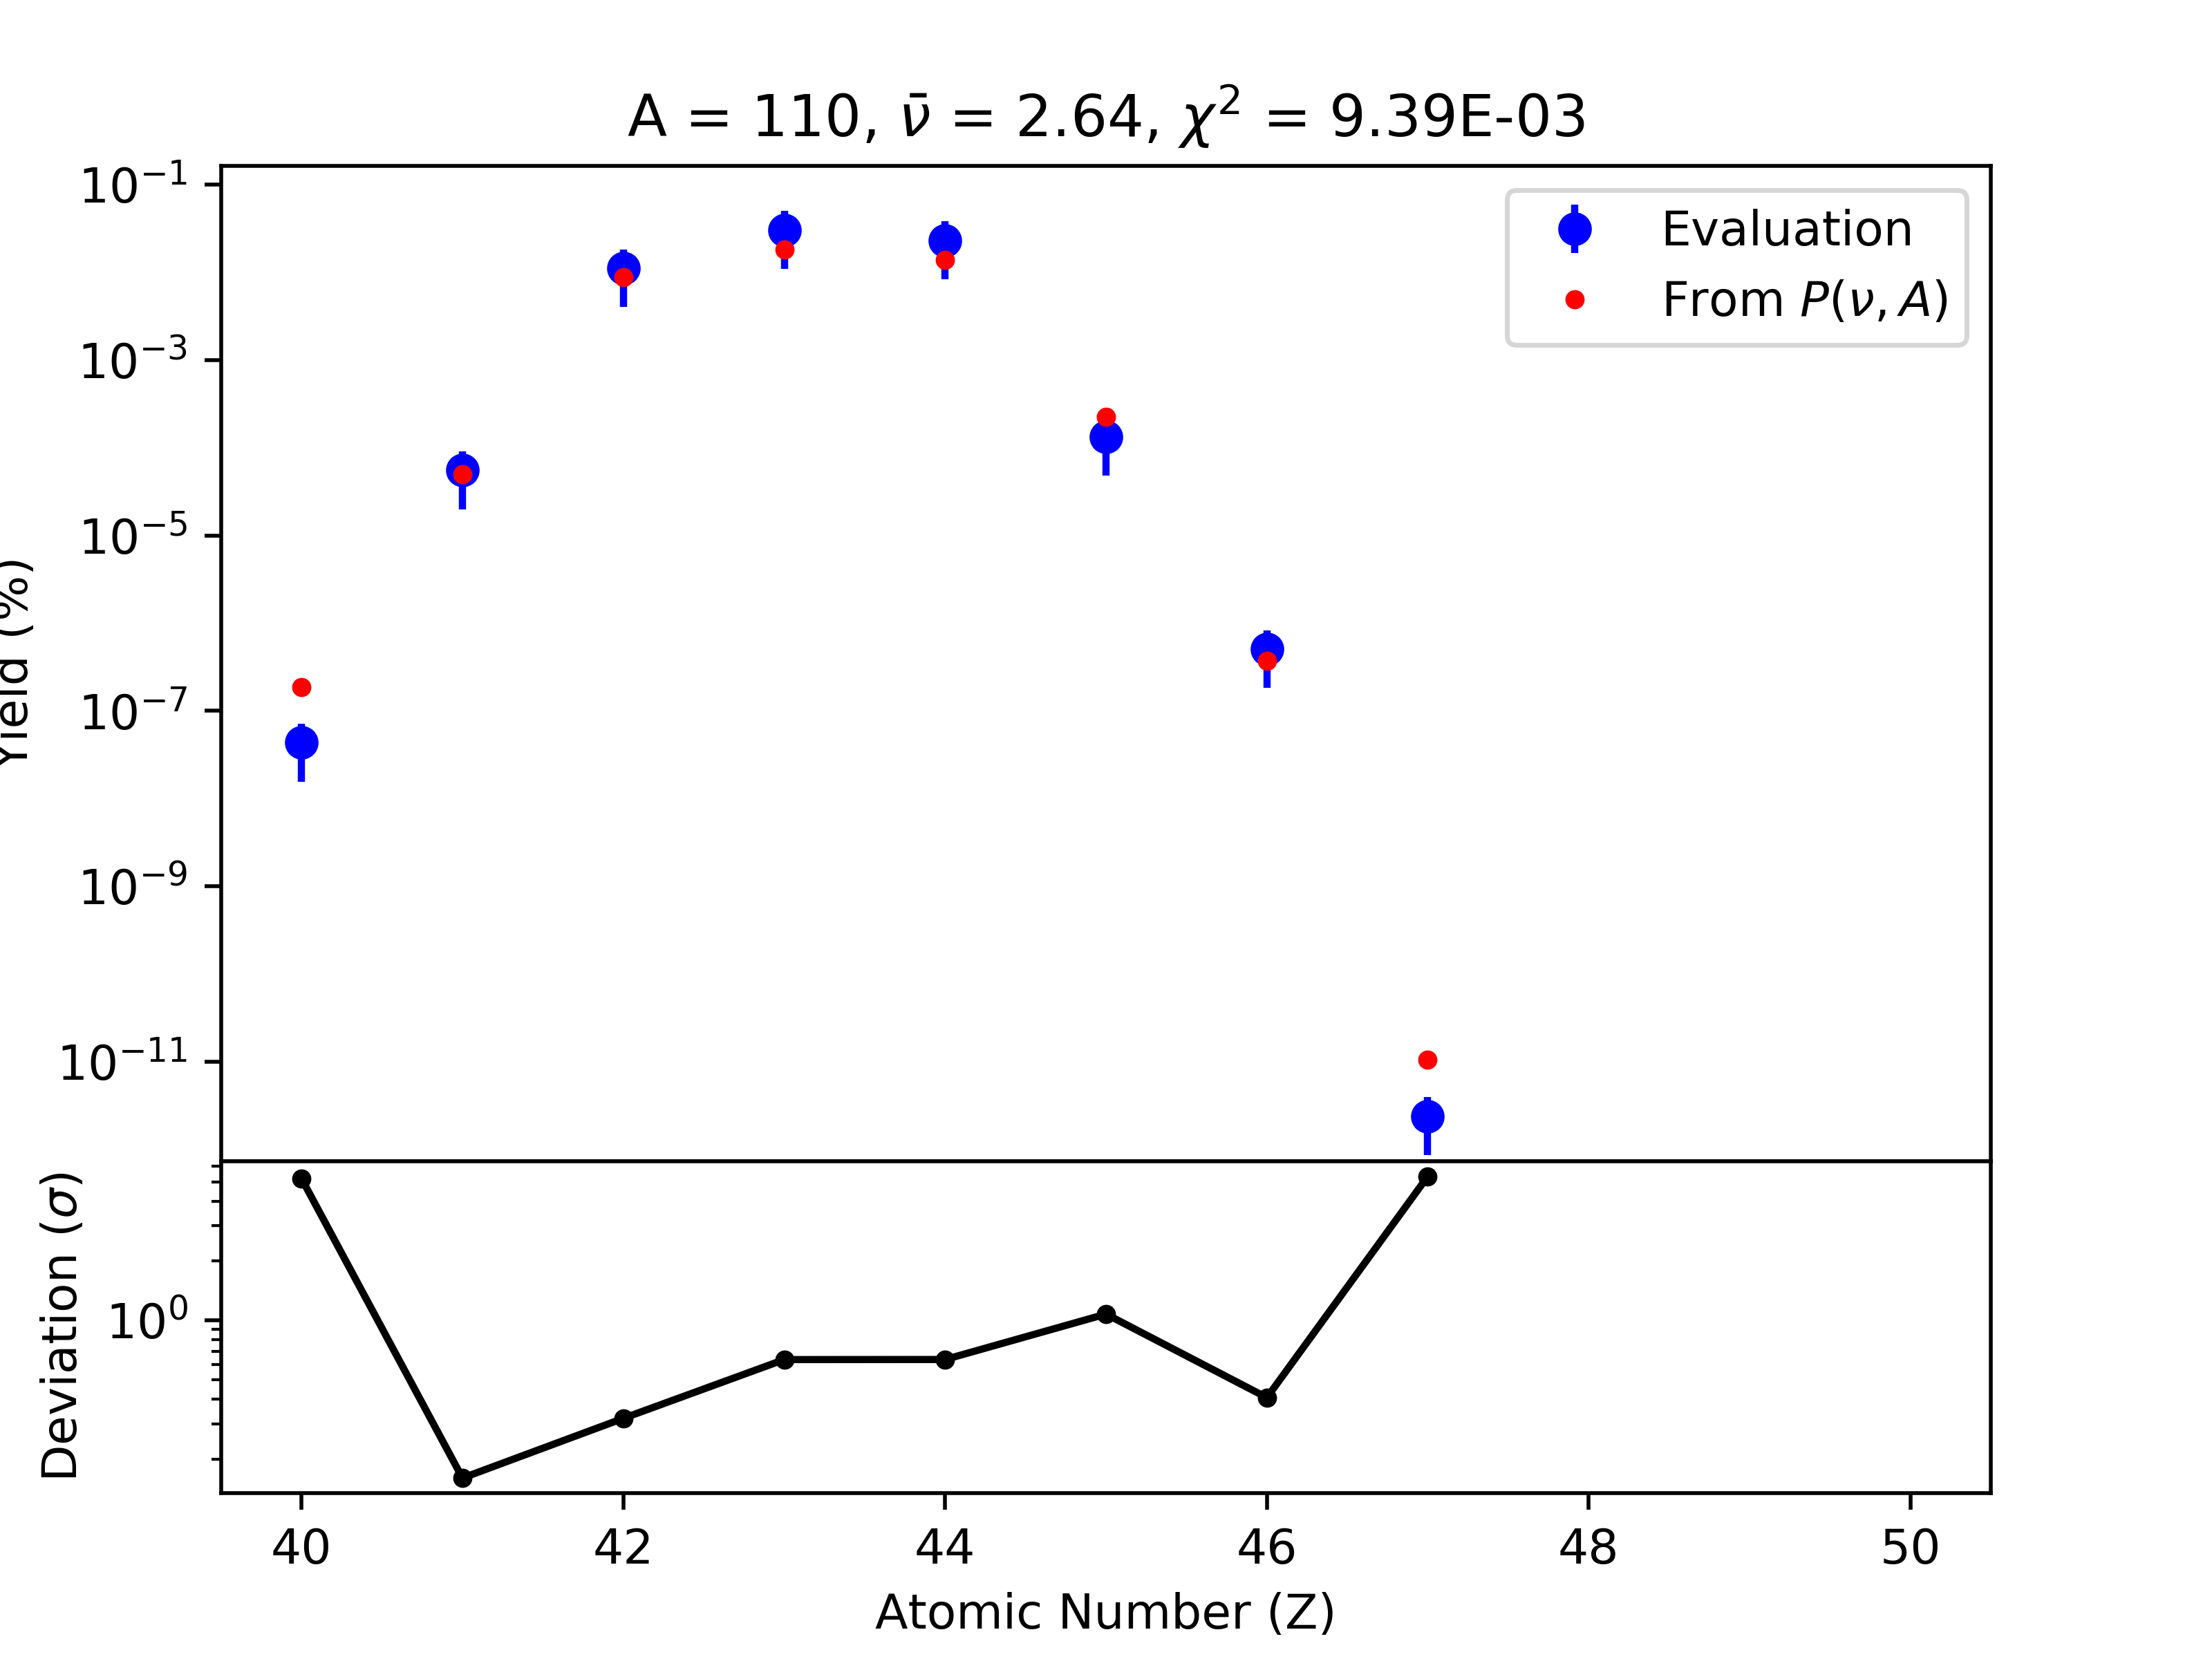 A = 110, ν̄ = 2.64, χ² = 9.39E-03
10⁻¹
10⁻³
10⁻⁵
10⁻⁷
10⁻⁹
10⁻¹¹
Yield (%)
Evaluation
From P(ν, A)
10⁰
Deviation (σ)
40 42 44 46 48 50
Atomic Number (Z)